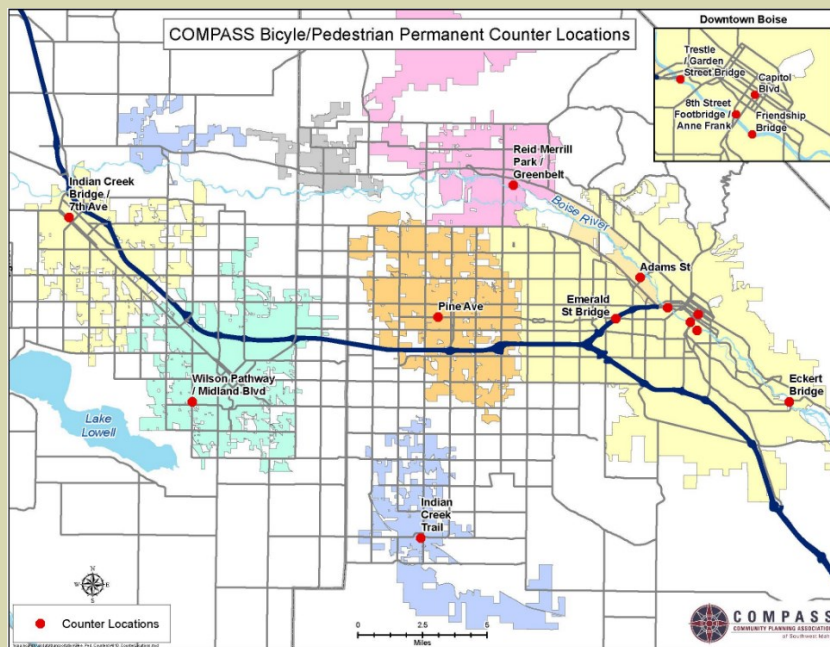 COMPASS Bicyle/Pedestrian Permanent Counter Locations
Downtown Boise
Trestle
/ Garden
Street Bridge
Capitol
Blvd
8th Street
Footbridge /
Anne Frank
Friendship
Bridge
Reid Merrill
Park /
Greenbelt
Indian Creek
Bridge /
7th Ave
Boise River
Adams St
Pine Ave
Emerald
St Bridge
Wilson Pathway
/ Midland Blvd
Eckert
Bridge
Lake
Lowell
Indian
Creek
Trail
N
W
E
S
Counter Locations
0
2.5
5
Miles
COMPASS
COMMUNITY PLANNING ASSOCIATION
of Southwest Idaho